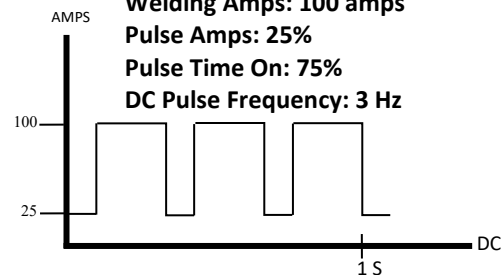 Welding Amps: 100 amps
AMPS
Pulse Amps: 25%
Pulse Time On: 75%
DC Pulse Frequency: 3 Hz
100
25
DC
1 S